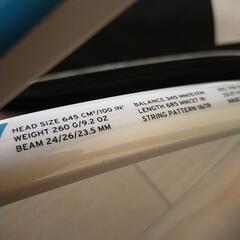 HEAD SIZE 645 CM²/100 IN²
WEIGHT 260 G/9.2 OZ
BEAM 24/26/23.5 MM
BALANCE 345 MM/EVEN
LENGTH 685 MM/27 IN
STRING PATTERN 16/19